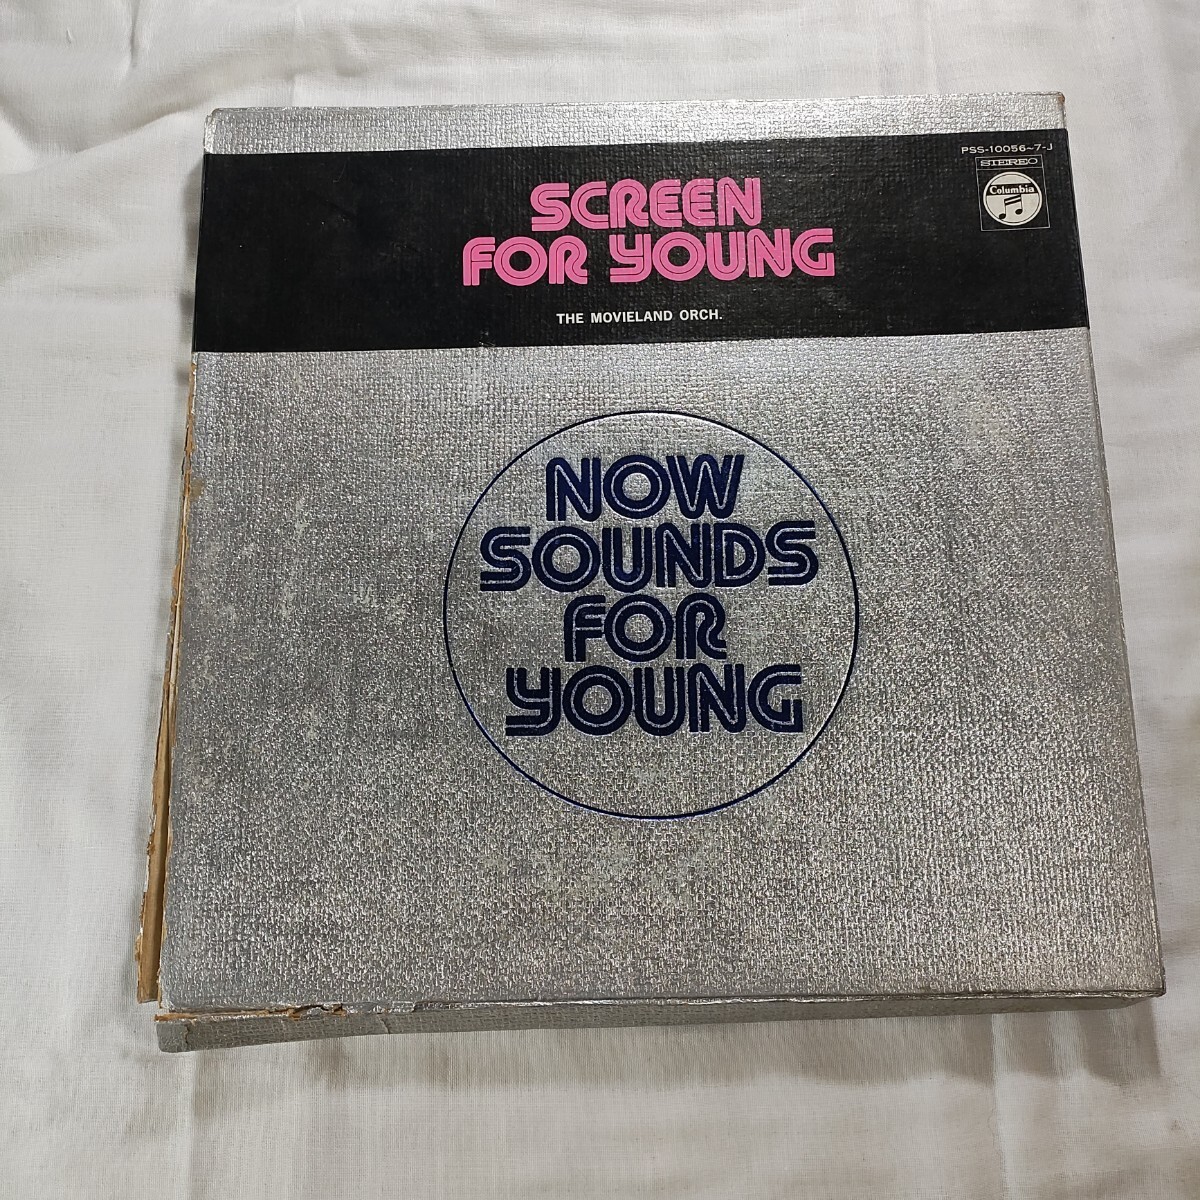 PSS-10056~7-J
STEREO
Columbia
SCREEN
FOR YOUNG
THE MOVIELAND ORCH.
NOW
SOUNDS
FOR
YOUNG